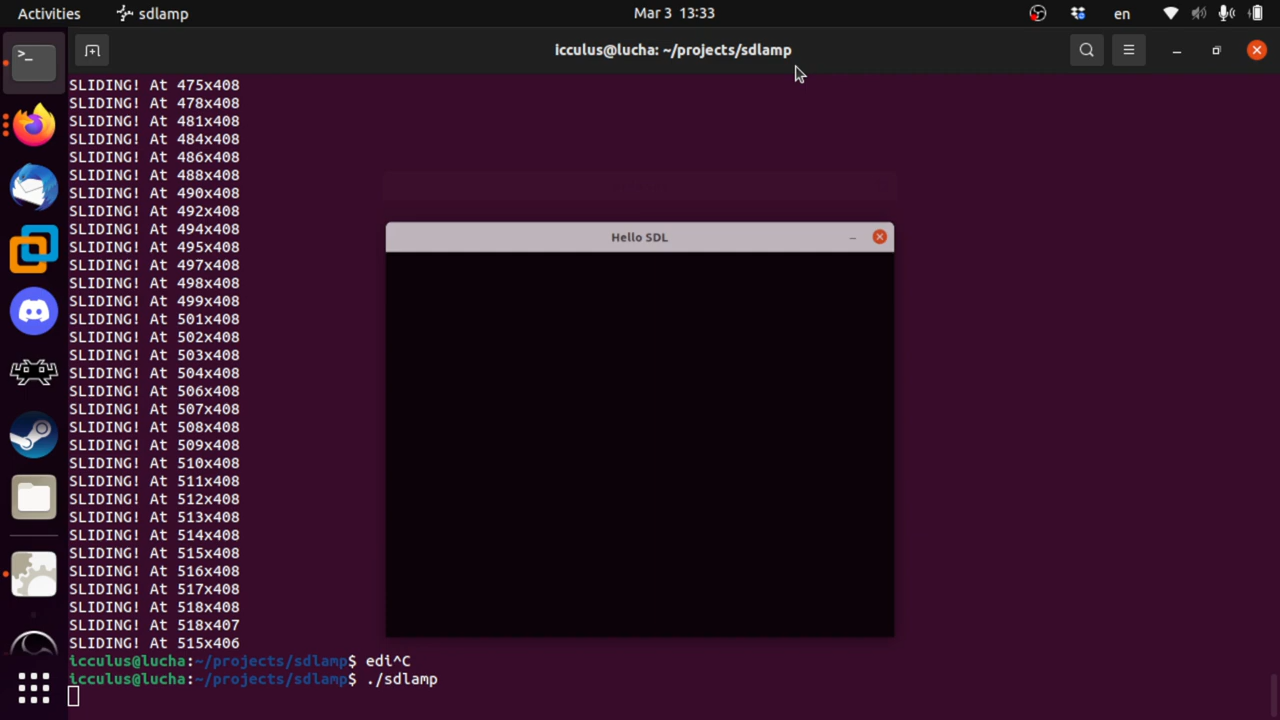 Activities
sdlamp
Mar 3 13:33
en
icculus@lucha: ~/projects/sdlamp
SLIDING! At 475x408
SLIDING! At 478x408
SLIDING! At 481x408
SLIDING! At 484x408
SLIDING! At 486x408
SLIDING! At 488x408
SLIDING! At 490x408
SLIDING! At 492x408
SLIDING! At 494x408
SLIDING! At 495x408
SLIDING! At 497x408
SLIDING! At 498x408
SLIDING! At 499x408
SLIDING! At 501x408
SLIDING! At 502x408
SLIDING! At 503x408
SLIDING! At 504x408
SLIDING! At 506x408
SLIDING! At 507x408
SLIDING! At 508x408
SLIDING! At 509x408
SLIDING! At 510x408
SLIDING! At 511x408
SLIDING! At 512x408
SLIDING! At 513x408
SLIDING! At 514x408
SLIDING! At 515x408
SLIDING! At 516x408
SLIDING! At 517x408
SLIDING! At 518x408
SLIDING! At 518x407
SLIDING! At 515x406
icculus@lucha:~/projects/sdlamp$ edi^C
icculus@lucha:~/projects/sdlamp$ ./sdlamp
Hello SDL